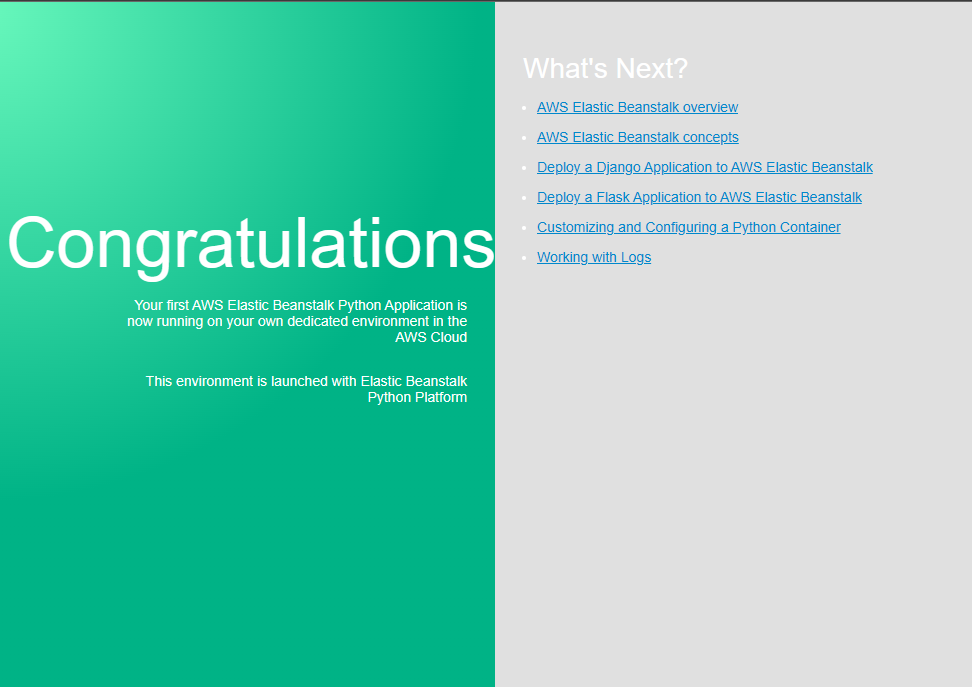 Congratulations
Your first AWS Elastic Beanstalk Python Application is
now running on your own dedicated environment in the
AWS Cloud
This environment is launched with Elastic Beanstalk
Python Platform
What's Next?
AWS Elastic Beanstalk overview
AWS Elastic Beanstalk concepts
Deploy a Django Application to AWS Elastic Beanstalk
Deploy a Flask Application to AWS Elastic Beanstalk
Customizing and Configuring a Python Container
Working with Logs